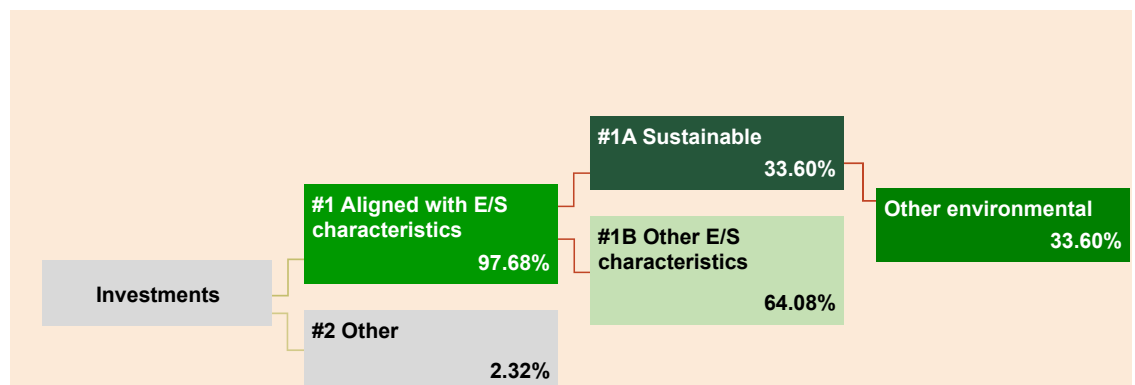 Investments
#1 Aligned with E/S
characteristics
97.68%
#2 Other
2.32%
#1A Sustainable
33.60%
#1B Other E/S
characteristics
64.08%
Other environmental
33.60%